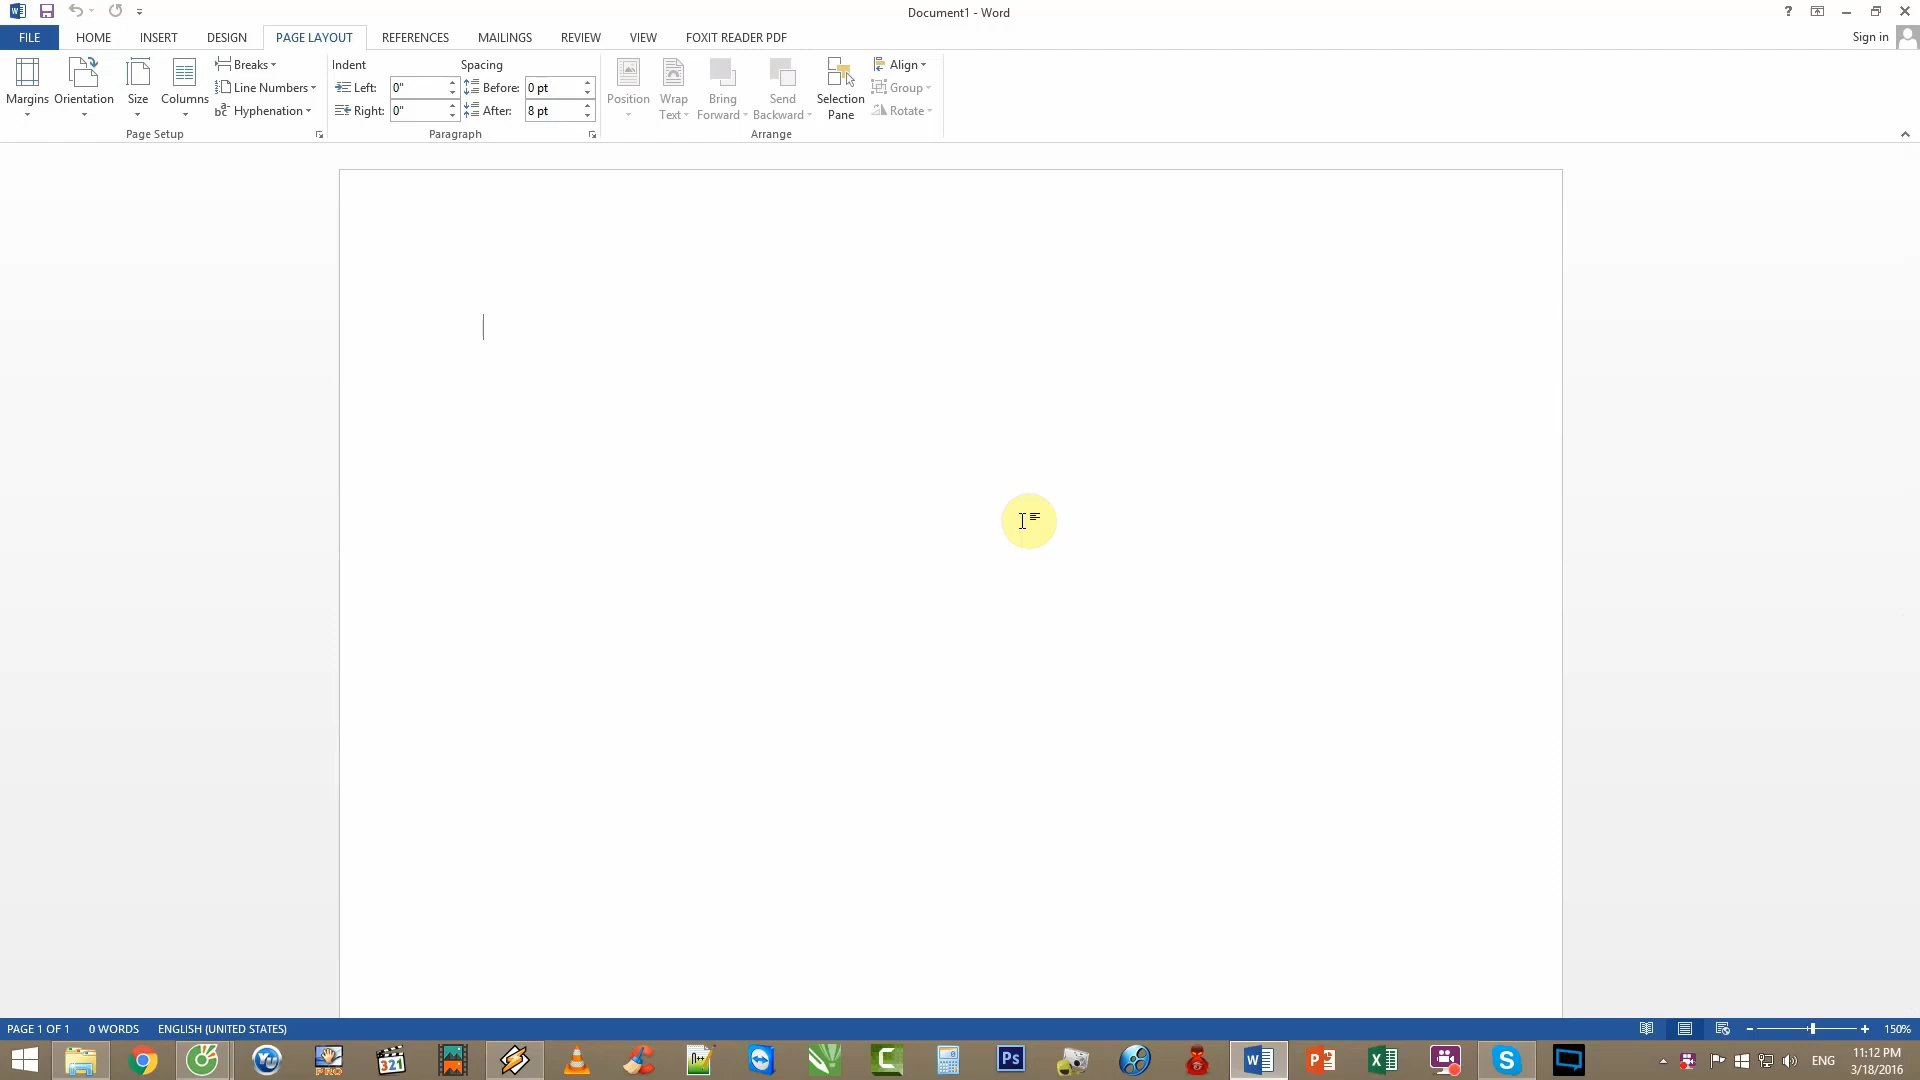 Document1 - Word
?
FILE HOME INSERT DESIGN PAGE LAYOUT REFERENCES MAILINGS REVIEW VIEW FOXIT READER PDF Sign in
Margins Orientation Size Columns
Breaks
Line Numbers
Hyphenation
Page Setup
Indent
Left: 0"
Right: 0"
Spacing
Before: 0 pt
After: 8 pt
Paragraph
Position
Wrap Text
Bring Forward
Send Backward
Selection Pane
Align
Group
Rotate
Arrange
PAGE 1 OF 1 0 WORDS ENGLISH (UNITED STATES) 150%
PRO
321
Ps
ENG
11:12 PM
3/18/2016